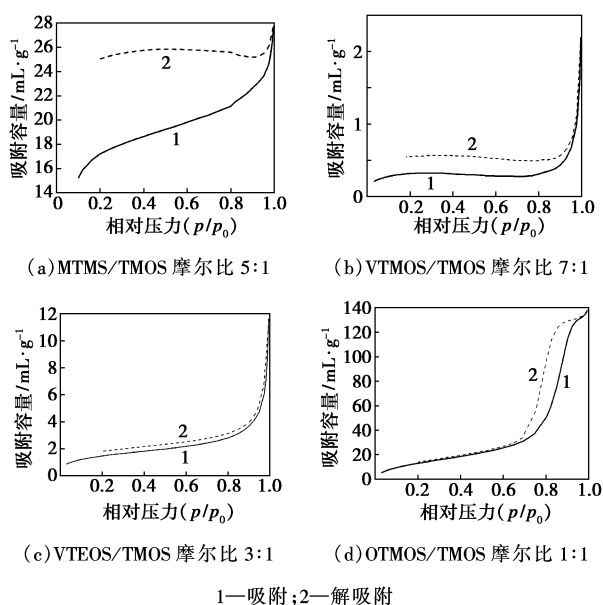 吸附容量/mL·g⁻¹
28
26
24
22
20
18
16
14
2
1
0.2 0.4 0.6 0.8 1.0
相对压力(p/p₀)
(a)MTMS/TMOS 摩尔比 5:1
吸附容量/mL·g⁻¹
2
1
0
2
1
0.2 0.4 0.6 0.8 1.0
相对压力(p/p₀)
(b)VTMOS/TMOS 摩尔比 7:1
吸附容量/mL·g⁻¹
12
10
8
6
4
2
0
2
1
0.2 0.4 0.6 0.8 1.0
相对压力(p/p₀)
(c)VTEOS/TMOS 摩尔比 3:1
吸附容量/mL·g⁻¹
140
120
100
80
60
40
20
0
2
1
0.2 0.4 0.6 0.8 1.0
相对压力(p/p₀)
(d)OTMOS/TMOS 摩尔比 1:1
1—吸附;2—解吸附